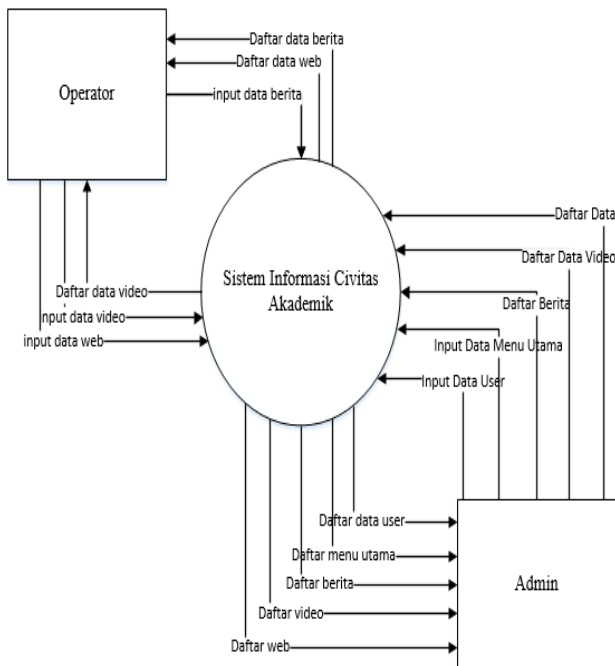 Daftar data berita
Daftar data web
Operator
input data berita
Daftar Data
Sistem Informasi Civitas
Akademik
Daftar Data Video
Daftar data video
Daftar Berita
input data video
input data web
Input Data Menu Utama
Input Data User
Daftar data user
Daftar menu utama
Daftar berita
Admin
Daftar video
Daftar web